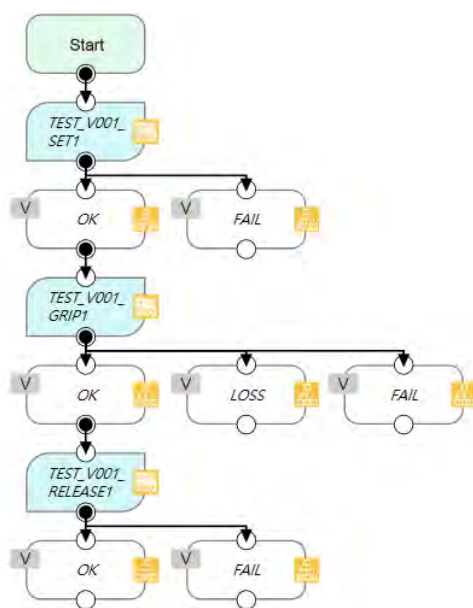 Start
TEST_V001_
SET1
V
OK
V
FAIL
TEST_V001_
GRIP1
V
OK
V
LOSS
V
FAIL
TEST_V001_
RELEASE1
V
OK
V
FAIL